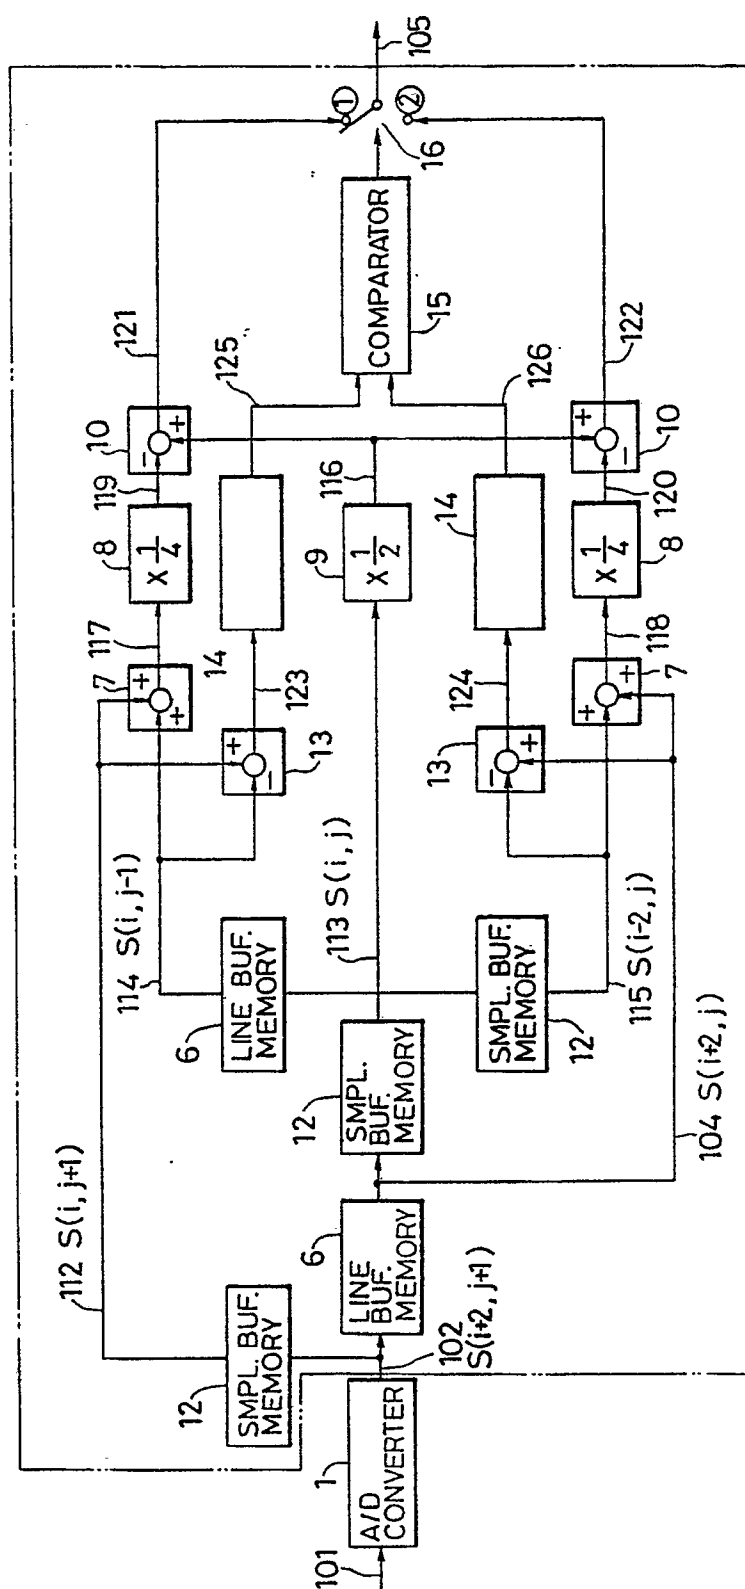 101
A/D
CONVERTER
1
102
S(i+2, j+1)
SMPL. BUF.
MEMORY
12
112 S(i, j+1)
LINE
BUF.
MEMORY
6
104 S(i+2, j)
SMPL.
BUF.
MEMORY
12
LINE BUF.
MEMORY
6
SMPL. BUF.
MEMORY
12
114 S(i, j-1)
113 S(i, j)
115 S(i-2, j)
+
+
7
+
−
13
−
+
13
+
+
7
117
123
124
118
X 1/4
8
14
X 1/2
9
14
X 1/4
8
119
116
120
−
+
10
+
−
10
121
125
126
122
COMPARATOR
15
16
①
②
105